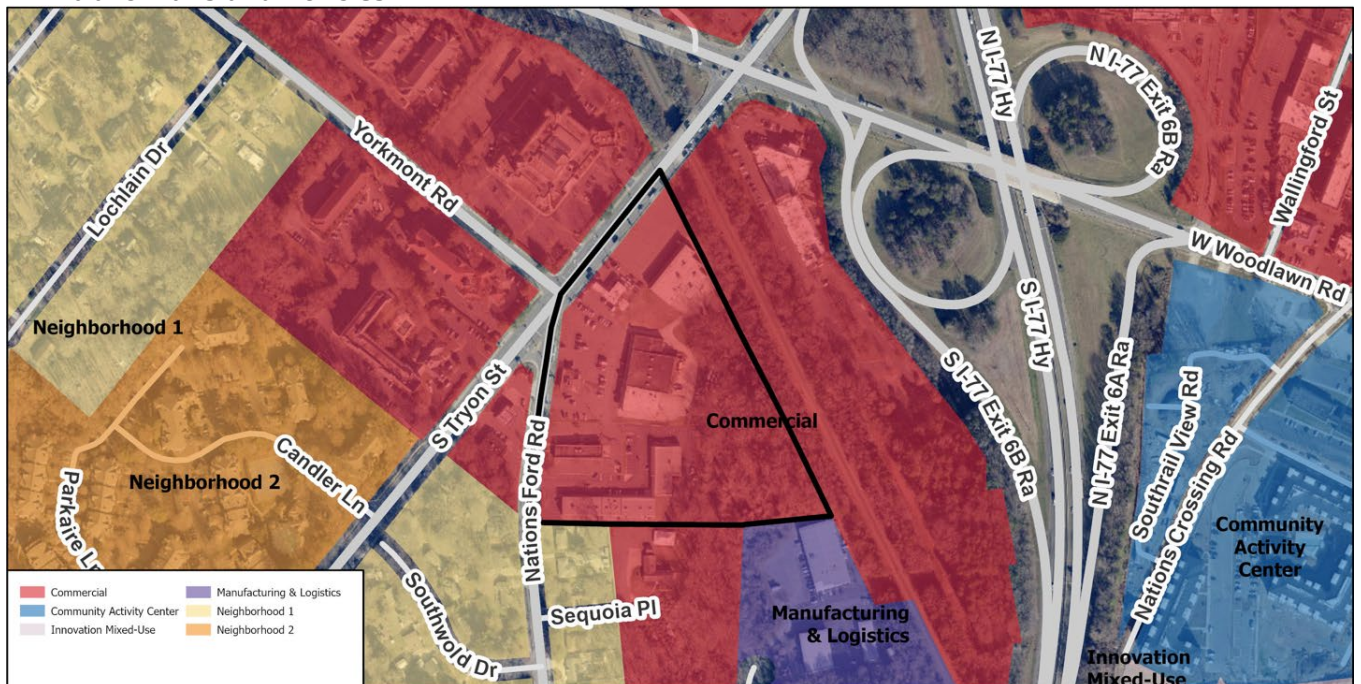 N I-77 Hy
N I-77 Exit 6B Ra
Wallingford St
Lochlain Dr
Yorkmont Rd
W Woodlawn Rd
S I-77 Hy
Neighborhood 1
S I-77 Exit 6B Ra
N I-77 Exit 6A Ra
Southrail View Rd
Nations Crossing Rd
S Tryon St
Commercial
Neighborhood 2
Candler Ln
Parkaire Ln
Nations Ford Rd
Community
Activity
Center
Southwold Dr
Sequoia Pl
Manufacturing
& Logistics
Innovation
Mixed-Use
Commercial
Community Activity Center
Innovation Mixed-Use
Manufacturing & Logistics
Neighborhood 1
Neighborhood 2